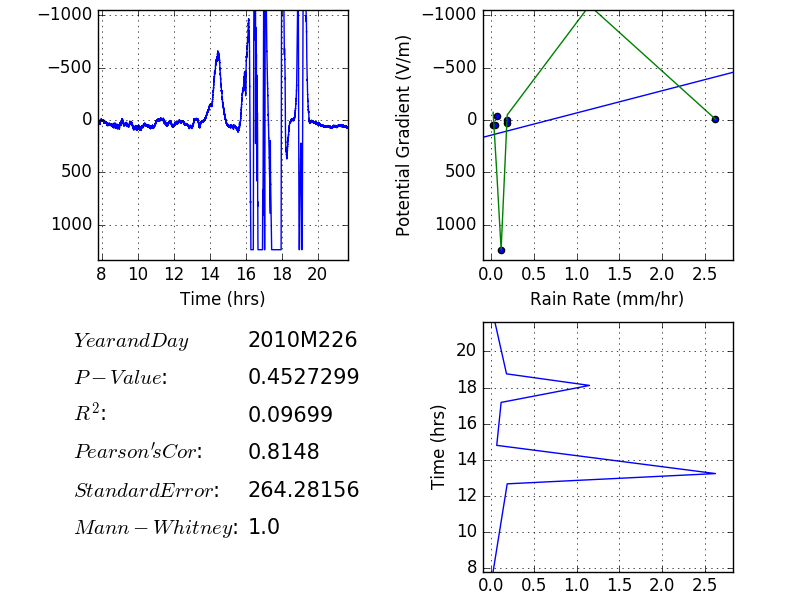 −1000
−500
0
500
1000
8 10 12 14 16 18 20
Time (hrs)
−1000
−500
0
500
1000
Potential Gradient (V/m)
0.0 0.5 1.0 1.5 2.0 2.5
Rain Rate (mm/hr)
YearandDay 2010M226
P−Value: 0.4527299
R²: 0.09699
Pearson'sCor: 0.8148
StandardError: 264.28156
Mann−Whitney: 1.0
20
18
16
14
12
10
8
Time (hrs)
0.0 0.5 1.0 1.5 2.0 2.5